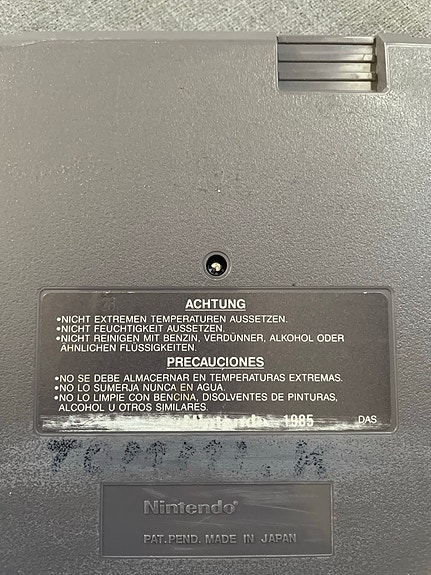 ACHTUNG
•NICHT EXTREMEN TEMPERATUREN AUSSETZEN.
•NICHT FEUCHTIGKEIT AUSSETZEN.
•NICHT REINIGEN MIT BENZIN, VERDÜNNER, ALKOHOL ODER
ÄHNLICHEN FLÜSSIGKEITEN.
PRECAUCIONES
•NO SE DEBE ALMACERNAR EN TEMPERATURAS EXTREMAS.
•NO LO SUMERJA NUNCA EN AGUA.
•NO LO LIMPIE CON BENCINA, DISOLVENTES DE PINTURAS,
ALCOHOL U OTROS SIMILARES.
Nintendo 1985 DAS
Nintendo®
PAT.PEND. MADE IN JAPAN